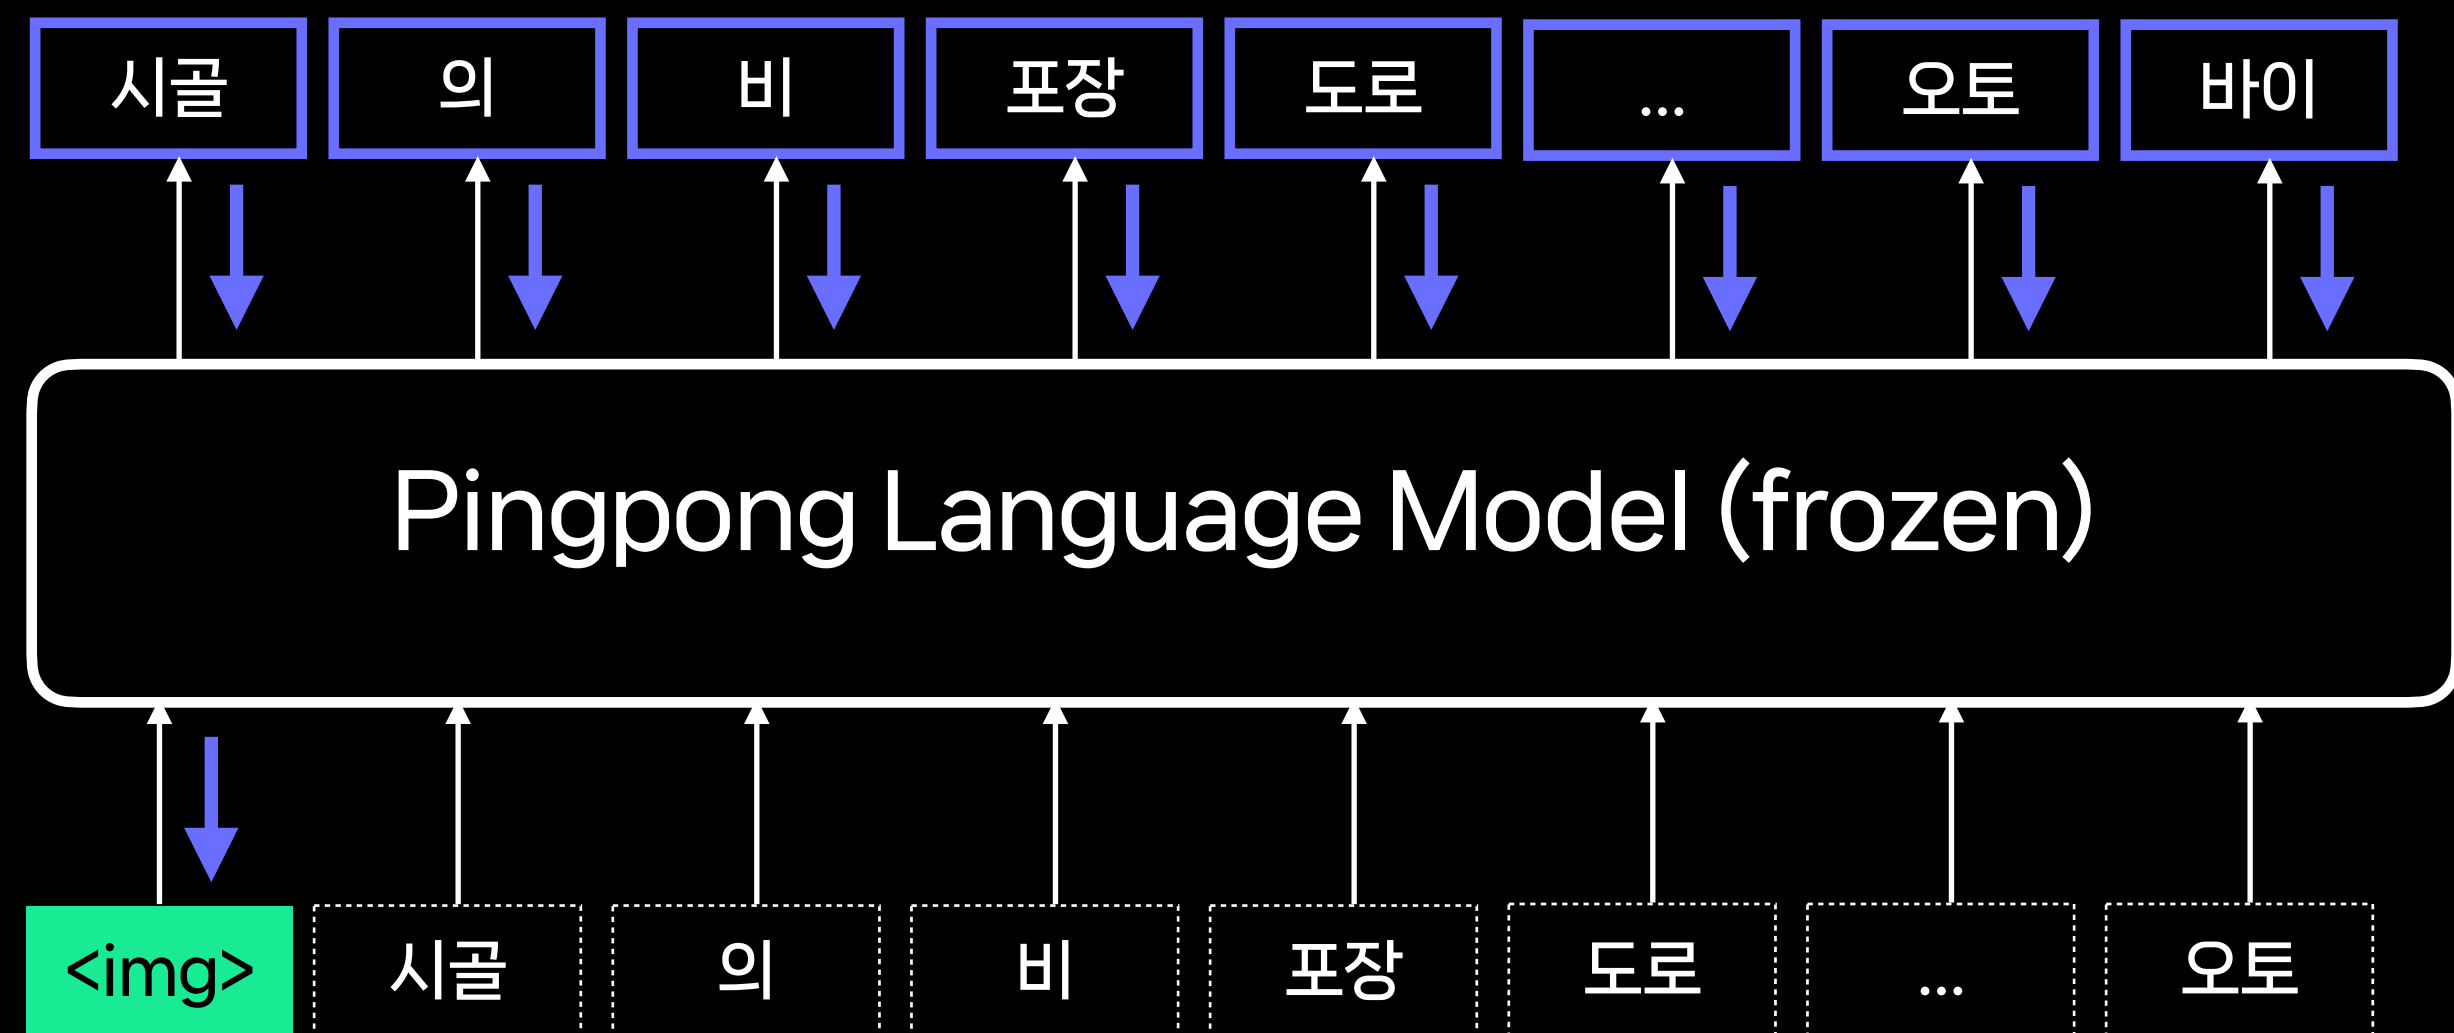 시골 의 비 포장 도로 ... 오토 바이
Pingpong Language Model (frozen)
<img> 시골 의 비 포장 도로 ... 오토